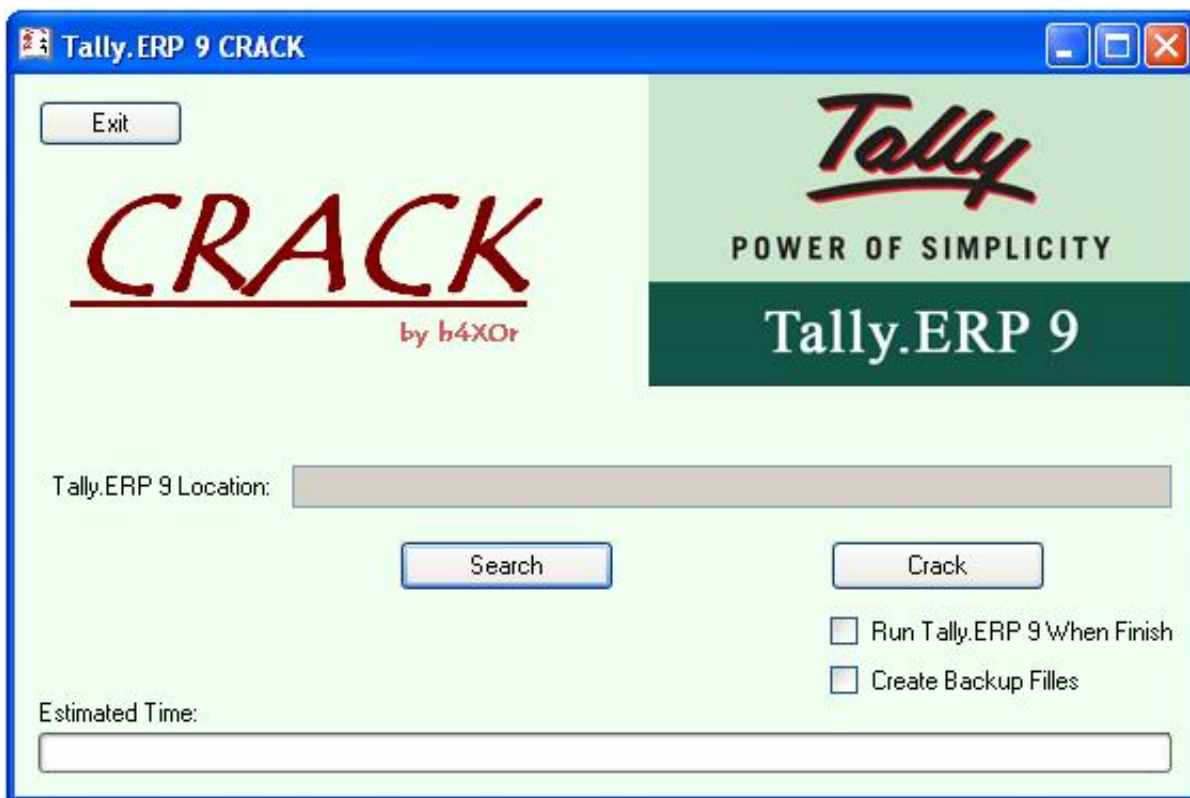 Tally.ERP 9 CRACK
Exit
CRACK
by h4XOr
Tally
POWER OF SIMPLICITY
Tally.ERP 9
Tally.ERP 9 Location:
Search
Crack
Run Tally.ERP 9 When Finish
Create Backup Filles
Estimated Time: